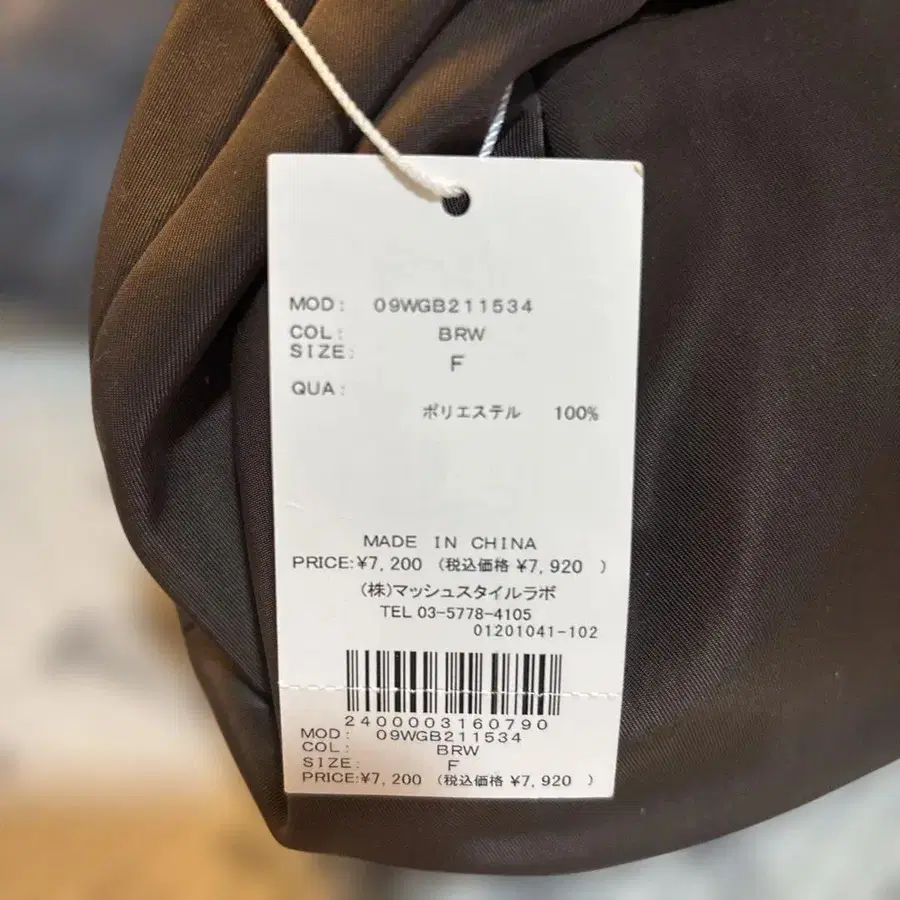 MOD: 09WGB211534
COL: BRW
SIZE: F
QUA:
ポリエステル 100%
MADE IN CHINA
PRICE:¥7,200 (税込価格 ¥7,920 )
(株)マッシュスタイルラボ
TEL 03-5778-4105
01201041-102
2400003160790
MOD: 09WGB211534
COL: BRW
SIZE: F
PRICE:¥7,200 (税込価格 ¥7,920 )